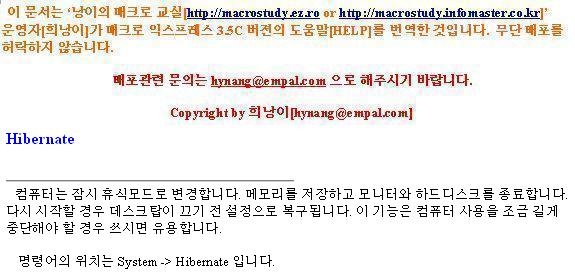 이 문서는 '낭이의 매크로 교실[http://macrostudy.ez.ro or http://macrostudy.infomaster.co.kr]'
운영자[희낭이]가 매크로 익스프레스 3.5C 버젼의 도움말[HELP]를 번역한 것입니다. 무단 배포를
허락하지 않습니다.
배포관련 문의는 hynang@empal.com 으로 해주시기 바랍니다.
Copyright by 희낭이[hynang@empal.com]
Hibernate
컴퓨터는 잠시 휴식모드로 변경합니다. 메모리를 저장하고 모니터와 하드디스크를 종료합니다.
다시 시작할 경우 데스크탑이 끄기 전 설정으로 복구됩니다. 이 기능은 컴퓨터 사용을 조금 길게
중단해야 할 경우 쓰시면 유용합니다.
명령어의 위치는 System -> Hibernate 입니다.